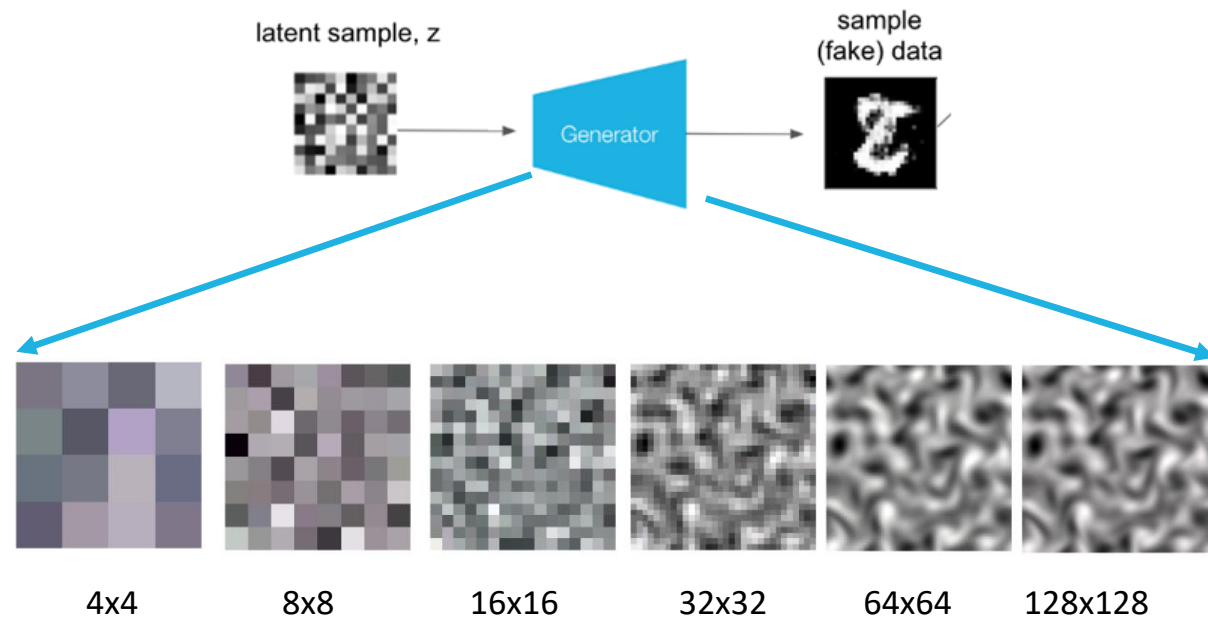 latent sample, z
sample
(fake) data
Generator
4x4
8x8
16x16
32x32
64x64
128x128